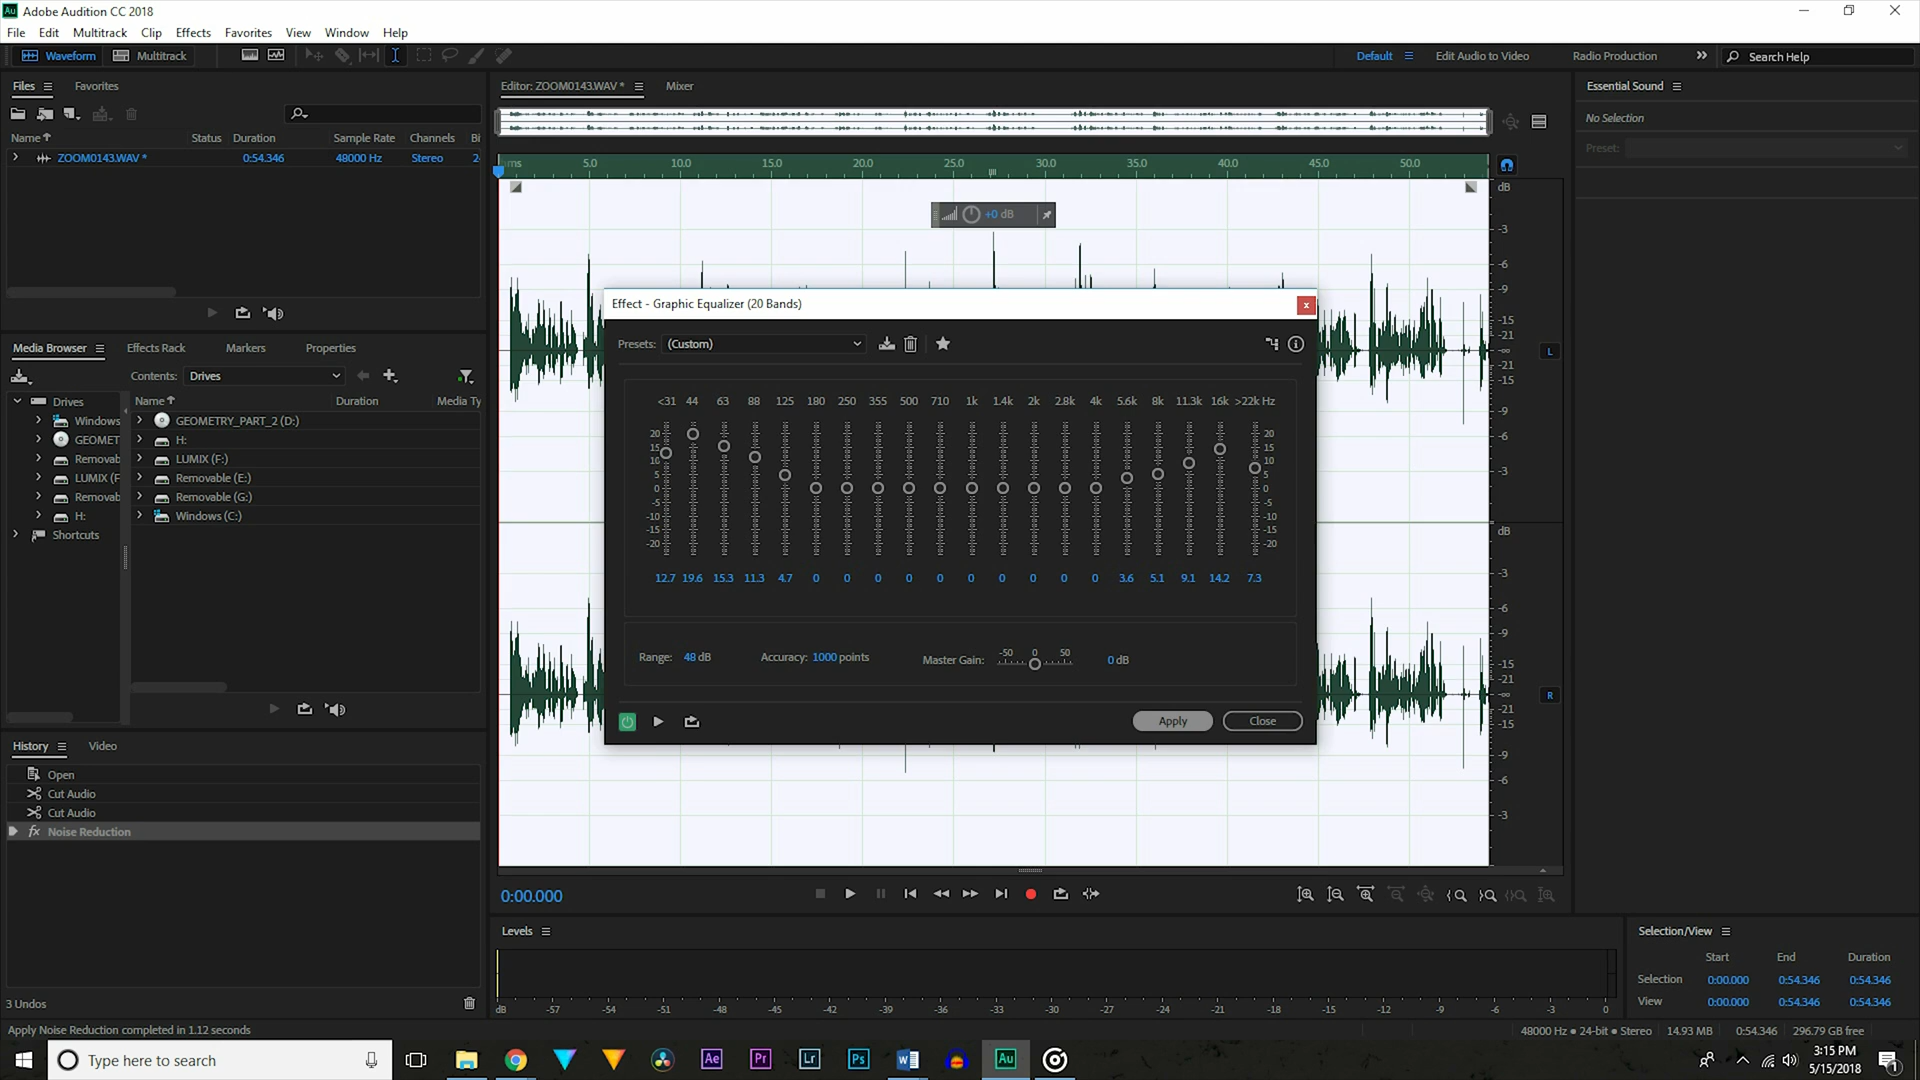 Adobe Audition CC 2018
File Edit Multitrack Clip Effects Favorites View Window Help
Waveform Multitrack Default Edit Audio to Video Radio Production Search Help
Files Favorites
Name Status Duration Sample Rate Channels Bi
ZOOM0143.WAV * 0:54.346 48000 Hz Stereo 2
Editor: ZOOM0143.WAV * Mixer
Essential Sound
No Selection
Preset:
hms 5.0 10.0 15.0 20.0 25.0 30.0 35.0 40.0 45.0 50.0
+0 dB
dB
-3
-6
-9
-15
-21
-∞
-21
-15
-9
-6
-3
L
dB
-3
-6
-9
-15
-21
-∞
-21
-15
-9
-6
-3
R
Media Browser Effects Rack Markers Properties
Contents: Drives
Drives
Windows
GEOMET
Removab
LUMIX (F
Removab
H:
Shortcuts
Name Duration Media Ty
GEOMETRY_PART_2 (D:)
H:
LUMIX (F:)
Removable (E:)
Removable (G:)
Windows (C:)
Effect - Graphic Equalizer (20 Bands)
x
Presets: (Custom)
<31 44 63 88 125 180 250 355 500 710 1k 1.4k 2k 2.8k 4k 5.6k 8k 11.3k 16k >22k Hz
20 20
15 15
10 10
5 5
0 0
-5 -5
-10 -10
-15 -15
-20 -20
12.7 19.6 15.3 11.3 4.7 0 0 0 0 0 0 0 0 0 0 3.6 5.1 9.1 14.2 7.3
Range: 48 dB Accuracy: 1000 points Master Gain: -50 0 50 0 dB
Apply Close
History Video
Open
Cut Audio
Cut Audio
fx Noise Reduction
3 Undos
0:00.000
Levels
dB -57 -54 -51 -48 -45 -42 -39 -36 -33 -30 -27 -24 -21 -18 -15 -12 -9 -6 -3 0
Selection/View
Start End Duration
Selection 0:00.000 0:54.346 0:54.346
View 0:00.000 0:54.346 0:54.346
Apply Noise Reduction completed in 1.12 seconds
48000 Hz • 24-bit • Stereo 14.93 MB 0:54.346 296.79 GB free
Type here to search
Ae Pr Lr Ps Au
3:15 PM
5/15/2018
1